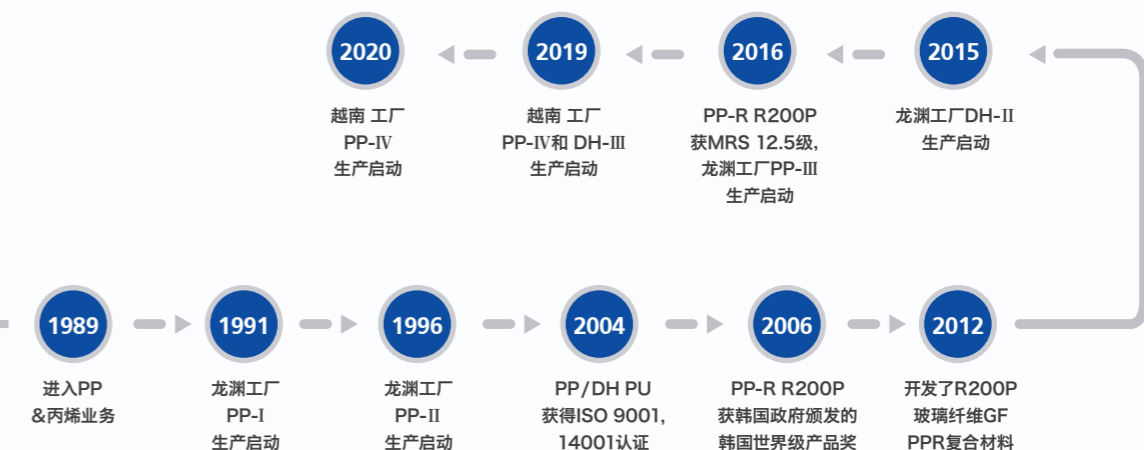 2020
越南 工厂
PP-Ⅳ
生产启动
2019
越南 工厂
PP-Ⅳ和 DH-Ⅲ
生产启动
2016
PP-R R200P
获MRS 12.5级,
龙渊工厂PP-Ⅲ
生产启动
2015
龙渊工厂DH-Ⅱ
生产启动
1989
进入PP
&丙烯业务
1991
龙渊工厂
PP-Ⅰ
生产启动
1996
龙渊工厂
PP-Ⅱ
生产启动
2004
PP/DH PU
获得ISO 9001,
14001认证
2006
PP-R R200P
获韩国政府颁发的
韩国世界级产品奖
2012
开发了R200P
玻璃纤维GF
PPR复合材料